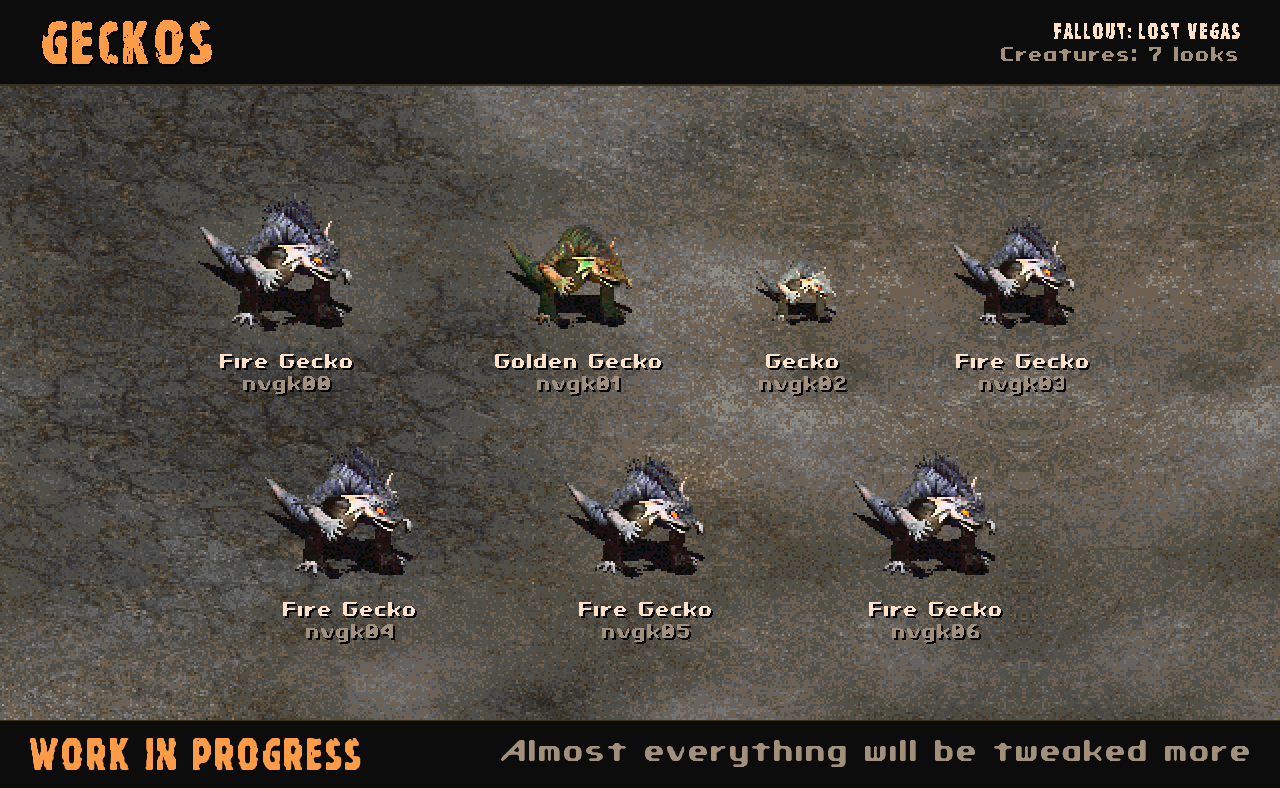 GECKOS
FALLOUT: LOST VEGAS
Creatures: 7 looks
Fire Gecko
nvgk00
Golden Gecko
nvgk01
Gecko
nvgk02
Fire Gecko
nvgk03
Fire Gecko
nvgk04
Fire Gecko
nvgk05
Fire Gecko
nvgk06
WORK IN PROGRESS
Almost everything will be tweaked more